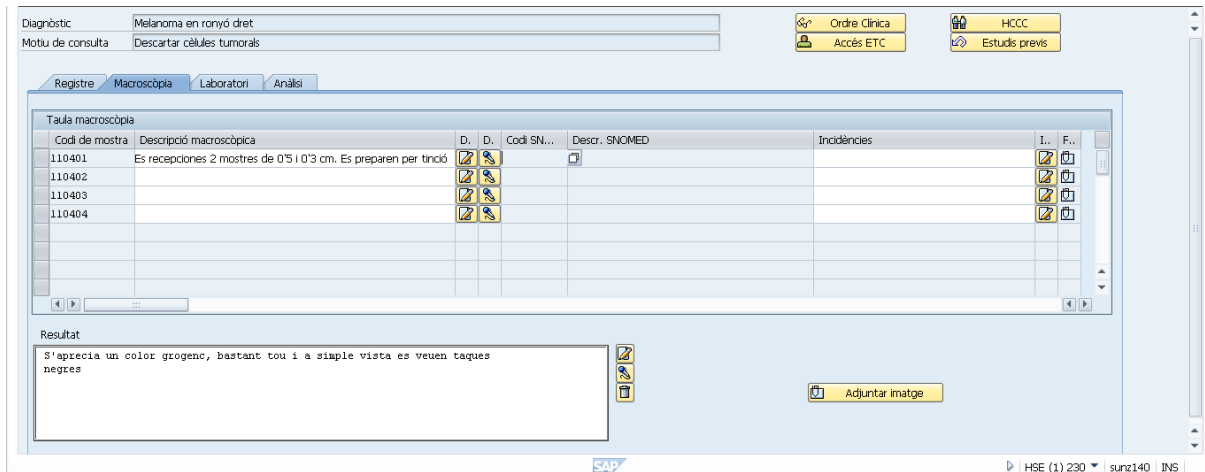 Diagnòstic Melanoma en ronyó dret Ordre Clínica HCCC
Motiu de consulta Descartar cèlules tumorals Accés ETC Estudis previs
Registre Macroscòpia Laboratori Anàlisi
Taula macroscòpia
Codi de mostra Descripció macroscòpica D.. D.. Codi SN... Descr. SNOMED Incidències I.. F..
110401 Es recepciones 2 mostres de 0'5 i 0'3 cm. Es preparen per tinció
110402
110403
110404
Resultat
S'aprecia un color grogenc, bastant tou i a simple vista es veuen taques
negres
Adjuntar imatge
SAP HSE (1) 230 sunz140 INS